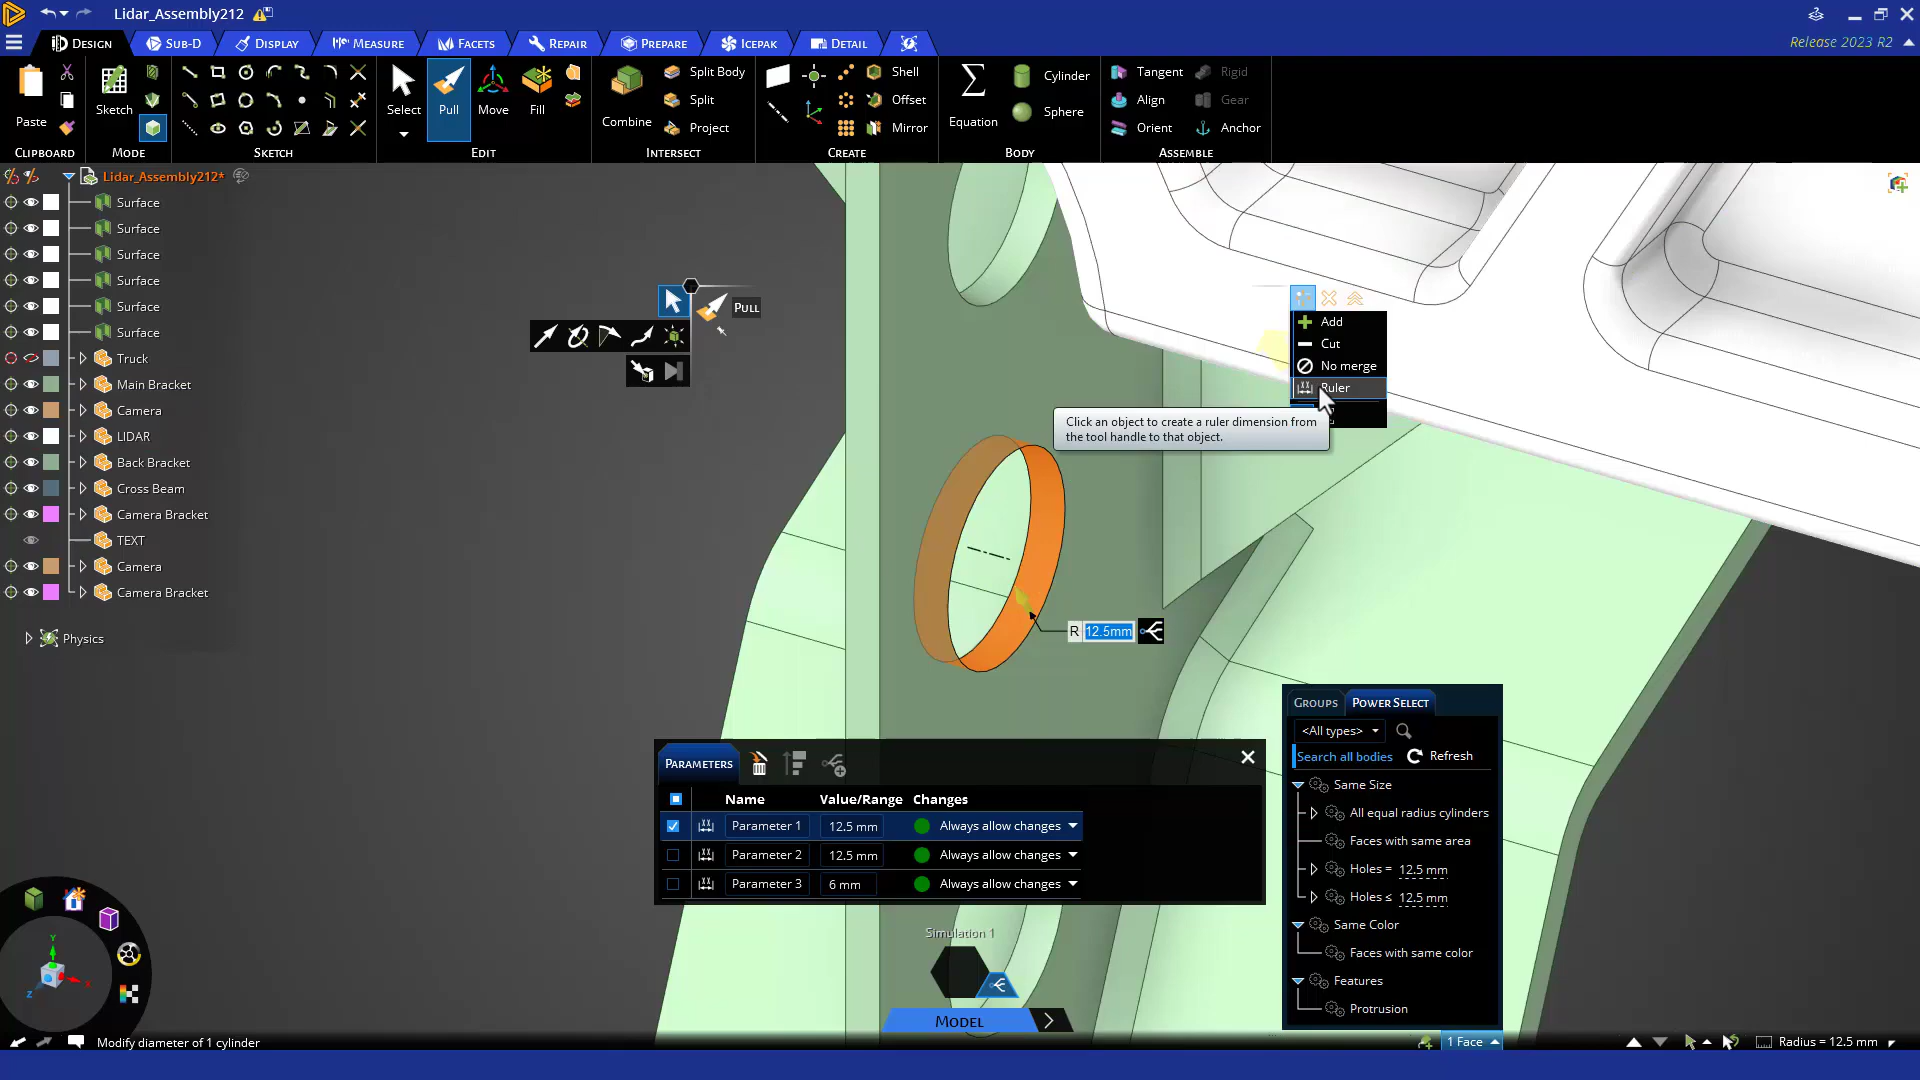 Lidar_Assembly212
Design
Sub-D
Display
Measure
Facets
Repair
Prepare
Icepak
Detail
Release 2023 R2
Paste
Sketch
Select
Pull
Move
Fill
Combine
Split Body
Split
Project
Shell
Offset
Mirror
Equation
Cylinder
Sphere
Tangent
Align
Orient
Rigid
Gear
Anchor
Clipboard
Mode
Sketch
Edit
Intersect
Create
Body
Assemble
Lidar_Assembly212*
Surface
Surface
Surface
Surface
Surface
Surface
Truck
Main Bracket
Camera
LIDAR
Back Bracket
Cross Beam
Camera Bracket
TEXT
Camera
Camera Bracket
Physics
Pull
Add
Cut
No merge
Ruler
Click an object to create a ruler dimension from
the tool handle to that object.
R 12.5mm
Groups
Power Select
<All types>
Search all bodies
Refresh
Same Size
All equal radius cylinders
Faces with same area
Holes = 12.5 mm
Holes ≤ 12.5 mm
Same Color
Faces with same color
Features
Protrusion
Parameters
Name Value/Range Changes
Parameter 1 12.5 mm Always allow changes
Parameter 2 12.5 mm Always allow changes
Parameter 3 6 mm Always allow changes
Simulation 1
Model
Y
X
Z
Modify diameter of 1 cylinder
1 Face
Radius = 12.5 mm